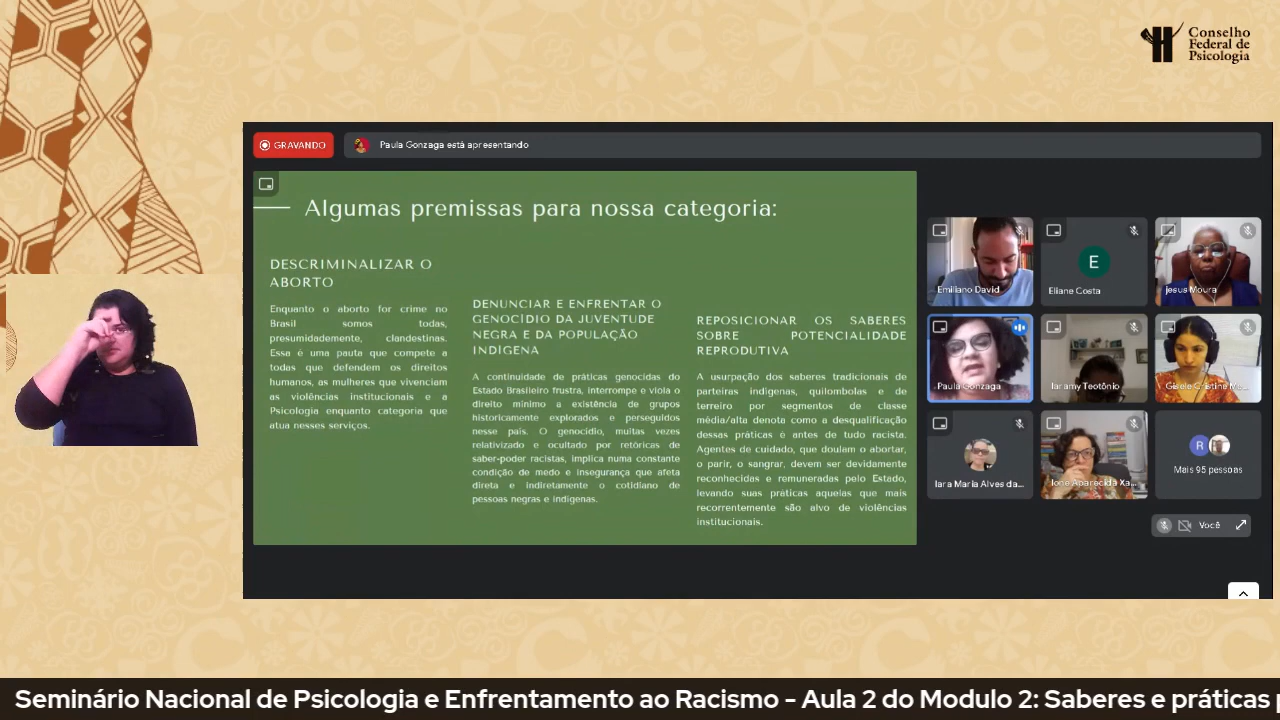 Conselho
Federal de
Psicologia
GRAVANDO
Paula Gonzaga está apresentando
Algumas premissas para nossa categoria:
DESCRIMINALIZAR O
ABORTO
Enquanto o aborto for crime no
Brasil somos todas,
presumidamente, clandestinas.
Essa é uma pauta que compete a
todas que defendem os direitos
humanos, as mulheres que vivenciam
as violências institucionais e a
Psicologia enquanto categoria que
atua nesses serviços.
DENUNCIAR E ENFRENTAR O
GENOCÍDIO DA JUVENTUDE
NEGRA E DA POPULAÇÃO
INDIGENA
A continuidade de práticas genocidas do
Estado Brasileiro frustra, interrompe e viola o
direito mínimo a existência de grupos
historicamente explorados e perseguidos
nesse país. O genocídio, muitas vezes
relativizado e ocultado por retóricas de
saber-poder racistas, implica numa constante
condição de medo e insegurança que afeta
direta e indiretamente o cotidiano de
pessoas negras e indígenas.
REPOSICIONAR OS SABERES
SOBRE POTENCIALIDADE
REPRODUTIVA
A usurpação dos saberes tradicionais de
parteiras indígenas, quilombolas e de
terreiro por segmentos de classe
média/alta denota como a desqualificação
dessas práticas é antes de tudo racista.
Agentes de cuidado, que doulam o abortar,
o parir, o sangrar, devem ser devidamente
reconhecidas e remuneradas pelo Estado,
levando suas práticas aquelas que mais
recorrentemente são alvo de violências
institucionais.
Emiliano David
E
Eliane Costa
jesus Moura
Paula Gonzaga
Iaramy Teotônio
Gisele Cristine M...
Iara Maria Alves da...
Ione Aparecida Xa...
R
Mais 95 pessoas
Você
Seminário Nacional de Psicologia e Enfrentamento ao Racismo - Aula 2 do Modulo 2: Saberes e práticas